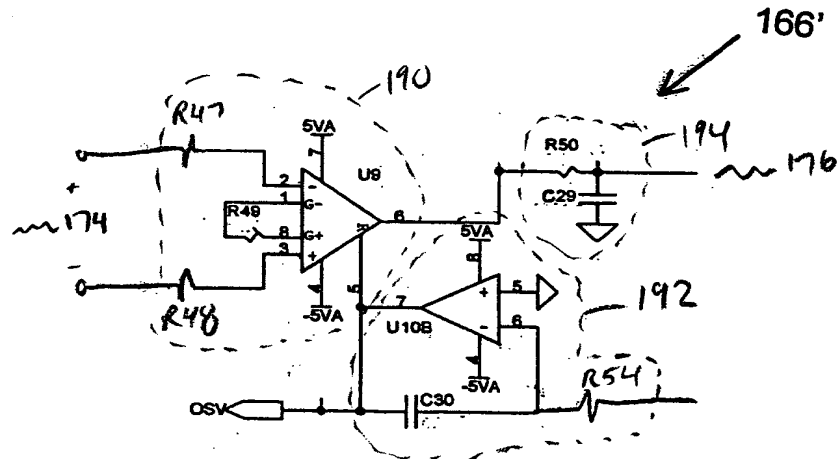 166'
190
R47
5VA
7
U9
R50
194
176
2
-
1
G-
R49
6
C29
+
174
-
8
G+
3
+
R
5VA
8
4
-5VA
5
7
+
5
192
R48
U10B
-
6
4
-5VA
R54
OSV
C30